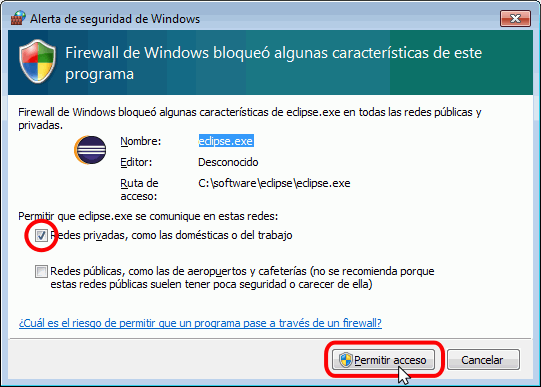 Alerta de seguridad de Windows
Firewall de Windows bloqueó algunas características de este
programa
Firewall de Windows bloqueó algunas características de eclipse.exe en todas las redes públicas y
privadas.
Nombre: eclipse.exe
Editor: Desconocido
Ruta de C:\software\eclipse\eclipse.exe
acceso:
Permitir que eclipse.exe se comunique en estas redes:
Redes privadas, como las domésticas o del trabajo
Redes públicas, como las de aeropuertos y cafeterías (no se recomienda porque
estas redes públicas suelen tener poca seguridad o carecer de ella)
¿Cuál es el riesgo de permitir que un programa pase a través de un firewall?
Permitir acceso Cancelar